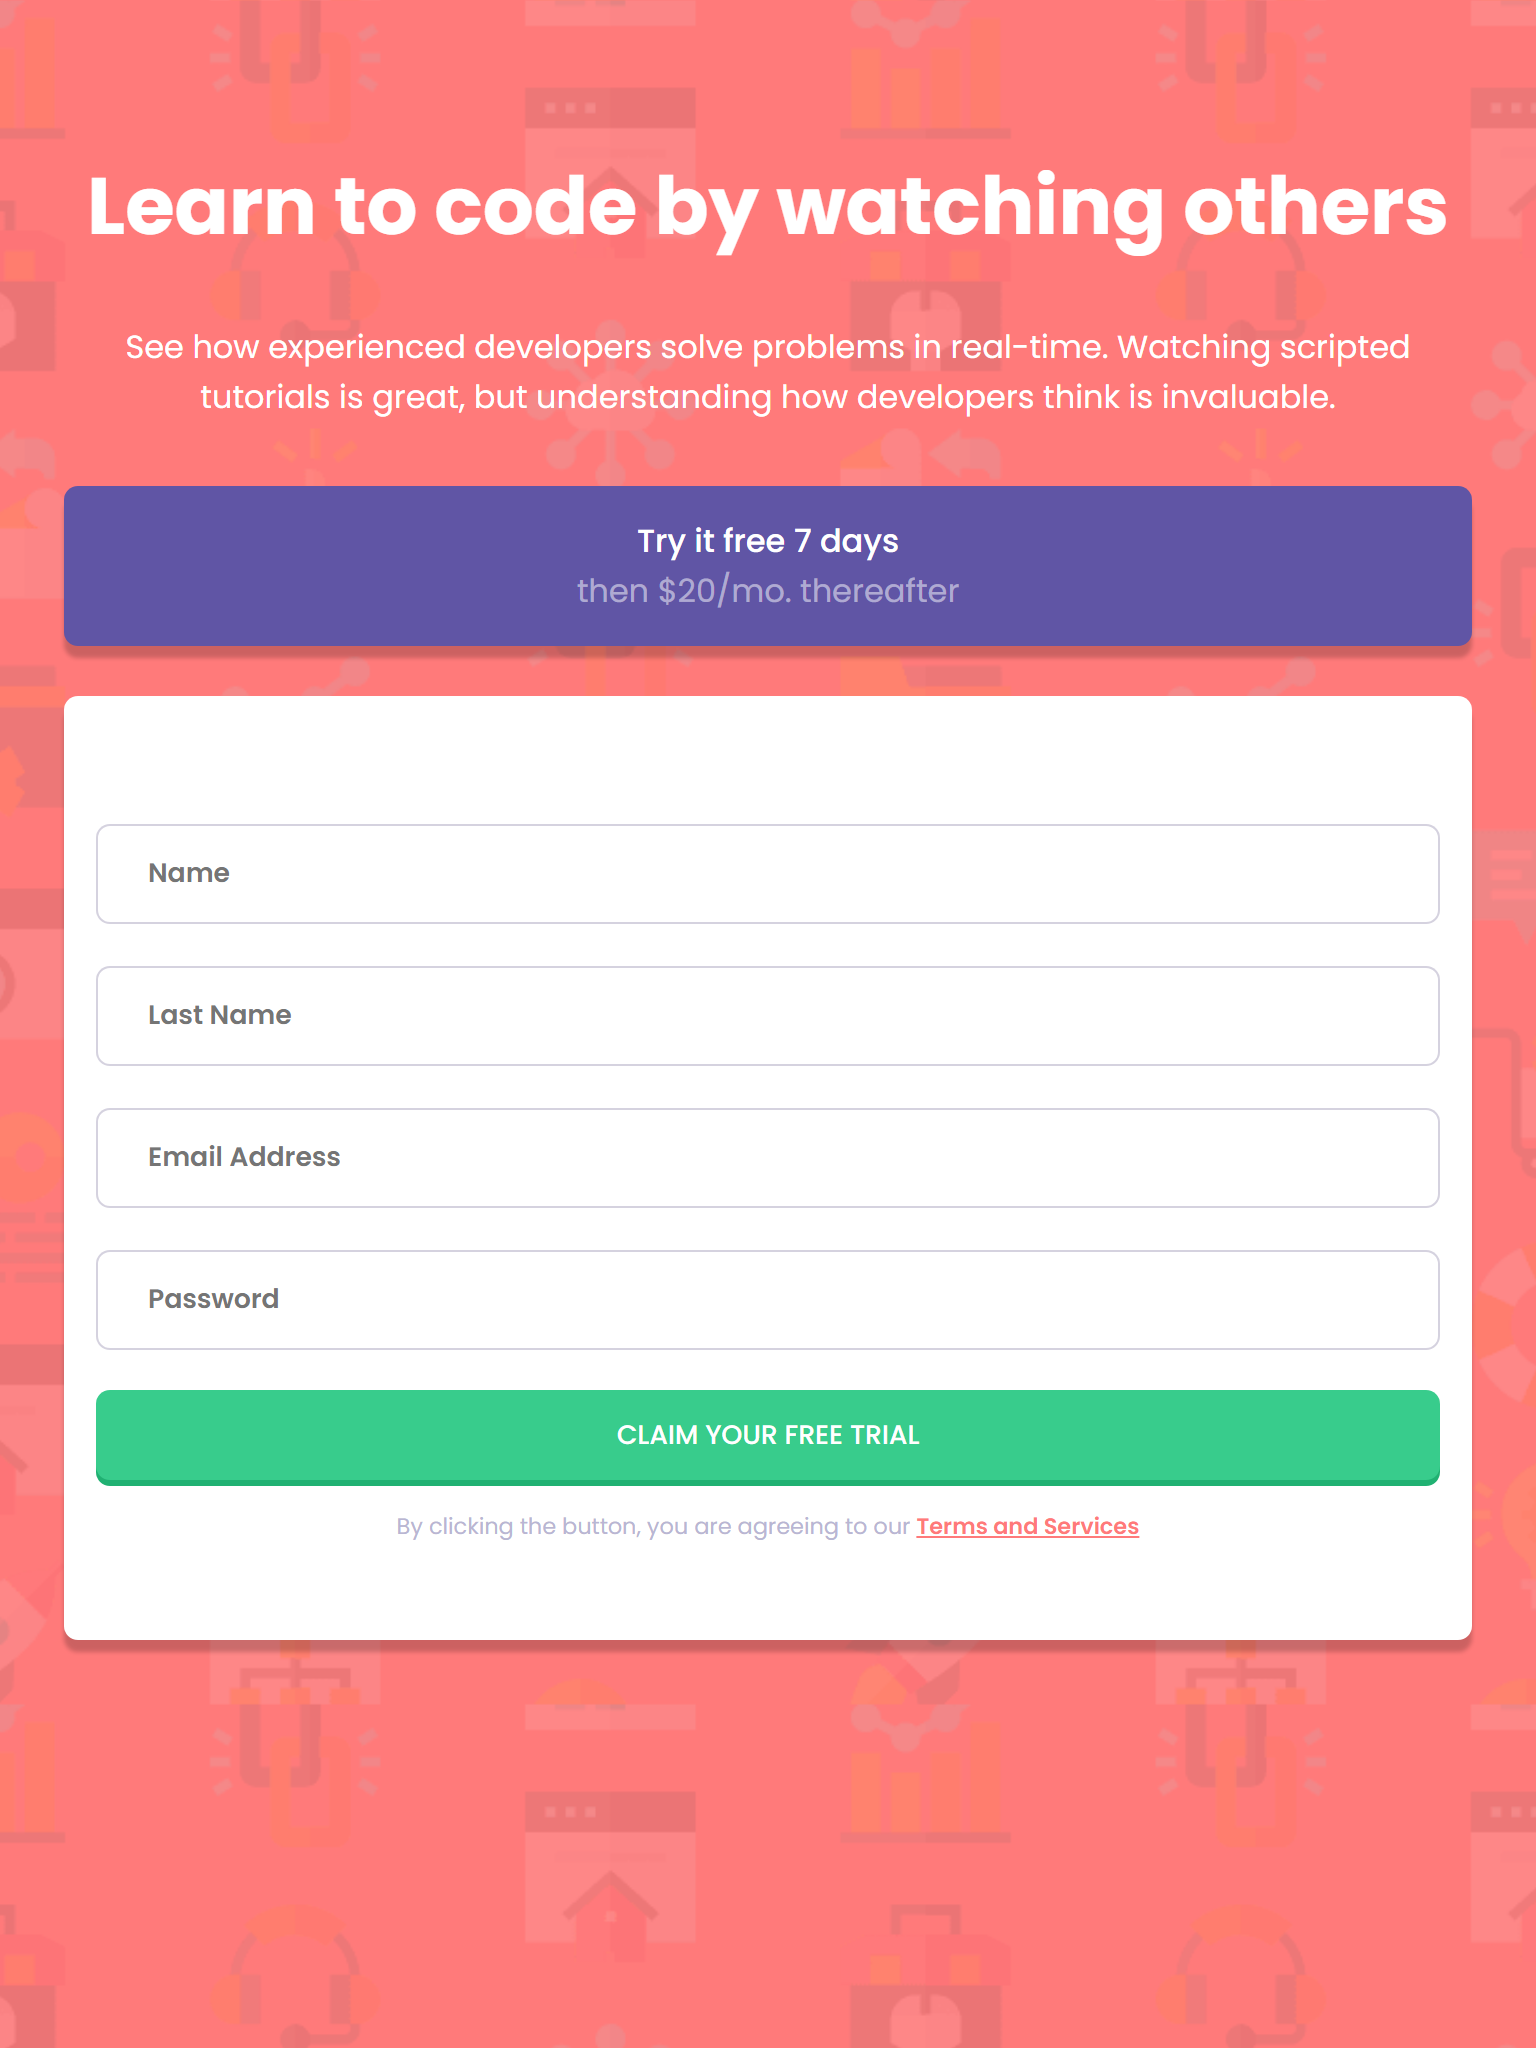 Learn to code by watching others
See how experienced developers solve problems in real-time. Watching scripted
tutorials is great, but understanding how developers think is invaluable.
Try it free 7 days
then $20/mo. thereafter
Name
Last Name
Email Address
Password
CLAIM YOUR FREE TRIAL
By clicking the button, you are agreeing to our Terms and Services